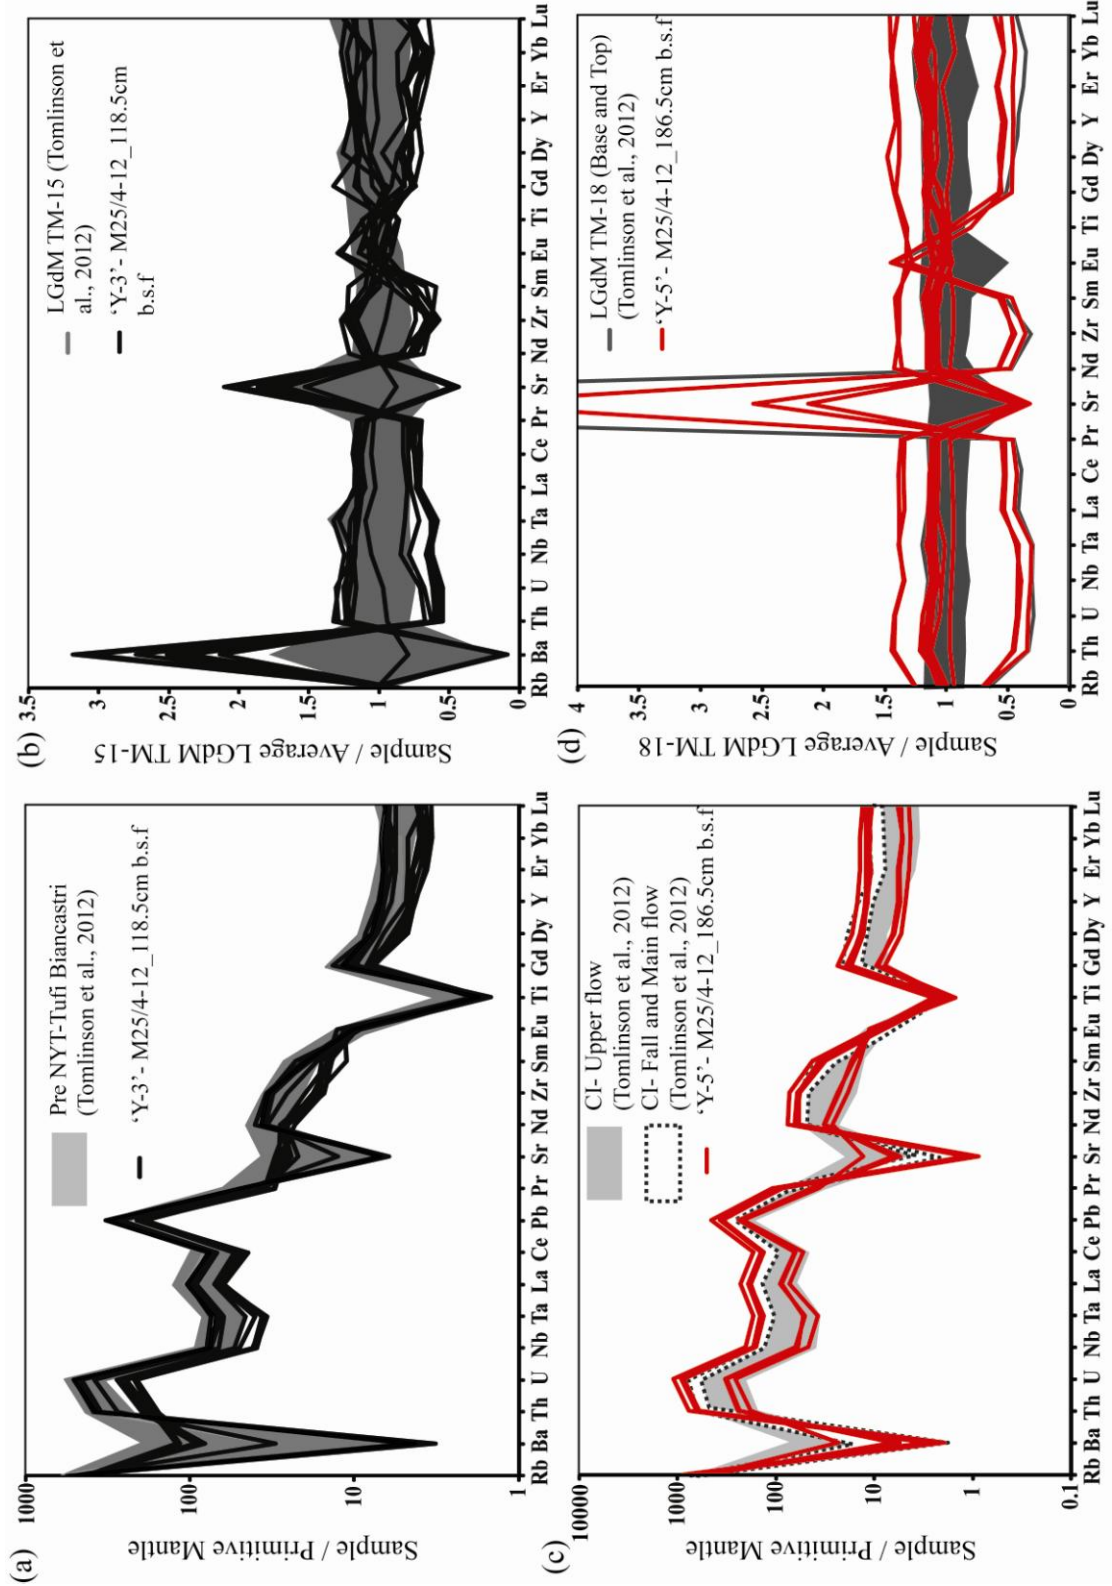 (a)
Sample / Primitive Mantle
1000
100
10
1
Pre NYT-Tufi Biancastri
(Tomlinson et al., 2012)
‘Y-3’- M25/4-12_118.5cm b.s.f
Rb Ba Th U Nb Ta La Ce Pb Pr Sr Nd Zr Sm Eu Ti Gd Dy Y Er Yb Lu
(b)
Sample / Average LGdM TM-15
3.5
3
2.5
2
1.5
1
0.5
0
LGdM TM-15 (Tomlinson et
al., 2012)
‘Y-3’- M25/4-12_118.5cm
b.s.f
Rb Ba Th U Nb Ta La Ce Pr Sr Nd Zr Sm Eu Ti Gd Dy Y Er Yb Lu
(c)
Sample / Primitive Mantle
10000
1000
100
10
1
0.1
CI- Upper flow
(Tomlinson et al., 2012)
CI- Fall and Main flow
(Tomlinson et al., 2012)
‘Y-5’- M25/4-12_186.5cm b.s.f
Rb Ba Th U Nb Ta La Ce Pb Pr Sr Nd Zr Sm Eu Ti Gd Dy Y Er Yb Lu
(d)
Sample / Average LGdM TM-18
4
3.5
3
2.5
2
1.5
1
0.5
0
LGdM TM-18 (Base and Top)
(Tomlinson et al., 2012)
‘Y-5’- M25/4-12_186.5cm b.s.f
Rb Th U Nb Ta La Ce Pr Sr Nd Zr Sm Eu Ti Gd Dy Y Er Yb Lu